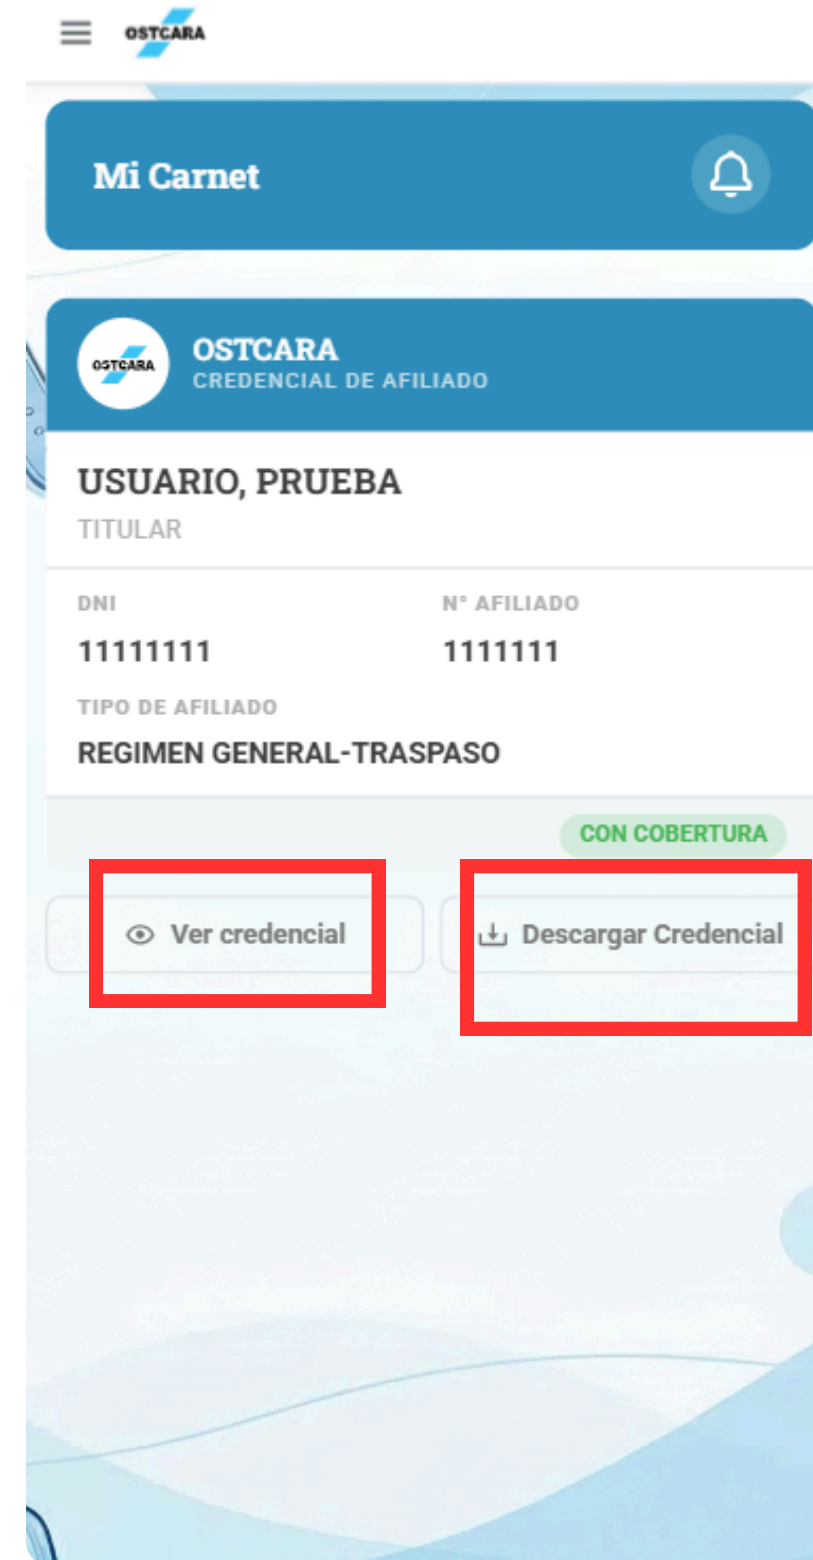 OSTCARA
Mi Carnet
OSTCARA
OSTCARA
CREDENCIAL DE AFILIADO
USUARIO, PRUEBA
TITULAR
DNI
N° AFILIADO
11111111
1111111
TIPO DE AFILIADO
REGIMEN GENERAL-TRASPASO
CON COBERTURA
Ver credencial
Descargar Credencial